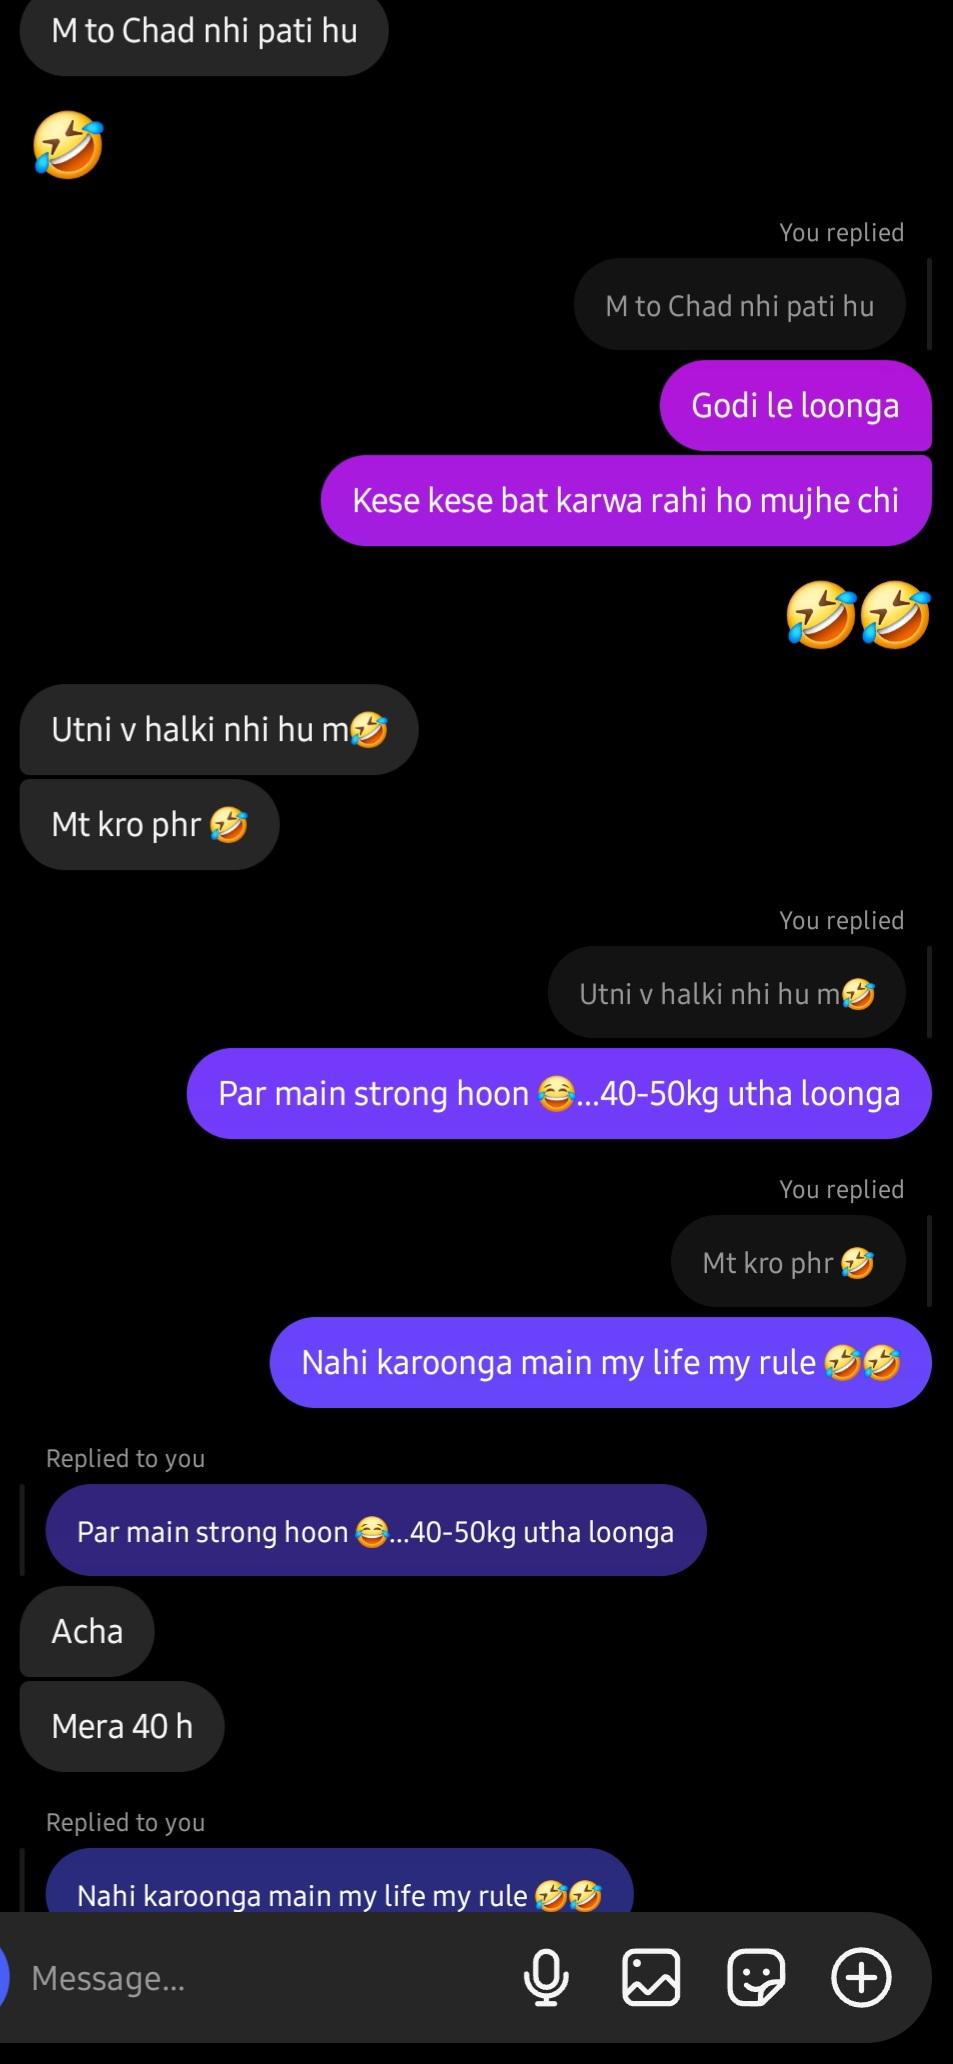 M to Chad nhi pati hu
🤣
You replied
M to Chad nhi pati hu
Godi le loonga
Kese kese bat karwa rahi ho mujhe chi
🤣🤣
Utni v halki nhi hu m🤣
Mt kro phr 🤣
You replied
Utni v halki nhi hu m🤣
Par main strong hoon 😂...40-50kg utha loonga
You replied
Mt kro phr 🤣
Nahi karoonga main my life my rule 🤣🤣
Replied to you
Par main strong hoon 😂...40-50kg utha loonga
Acha
Mera 40 h
Replied to you
Nahi karoonga main my life my rule 🤣🤣
Message...